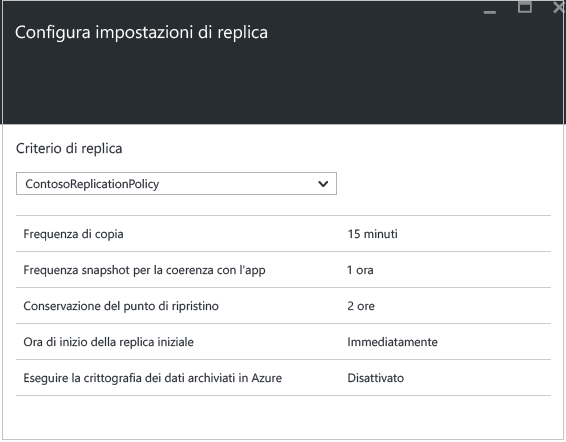 Configura impostazioni di replica
Criterio di replica
ContosoReplicationPolicy
Frequenza di copia 15 minuti
Frequenza snapshot per la coerenza con l'app 1 ora
Conservazione del punto di ripristino 2 ore
Ora di inizio della replica iniziale Immediatamente
Eseguire la crittografia dei dati archiviati in Azure Disattivato